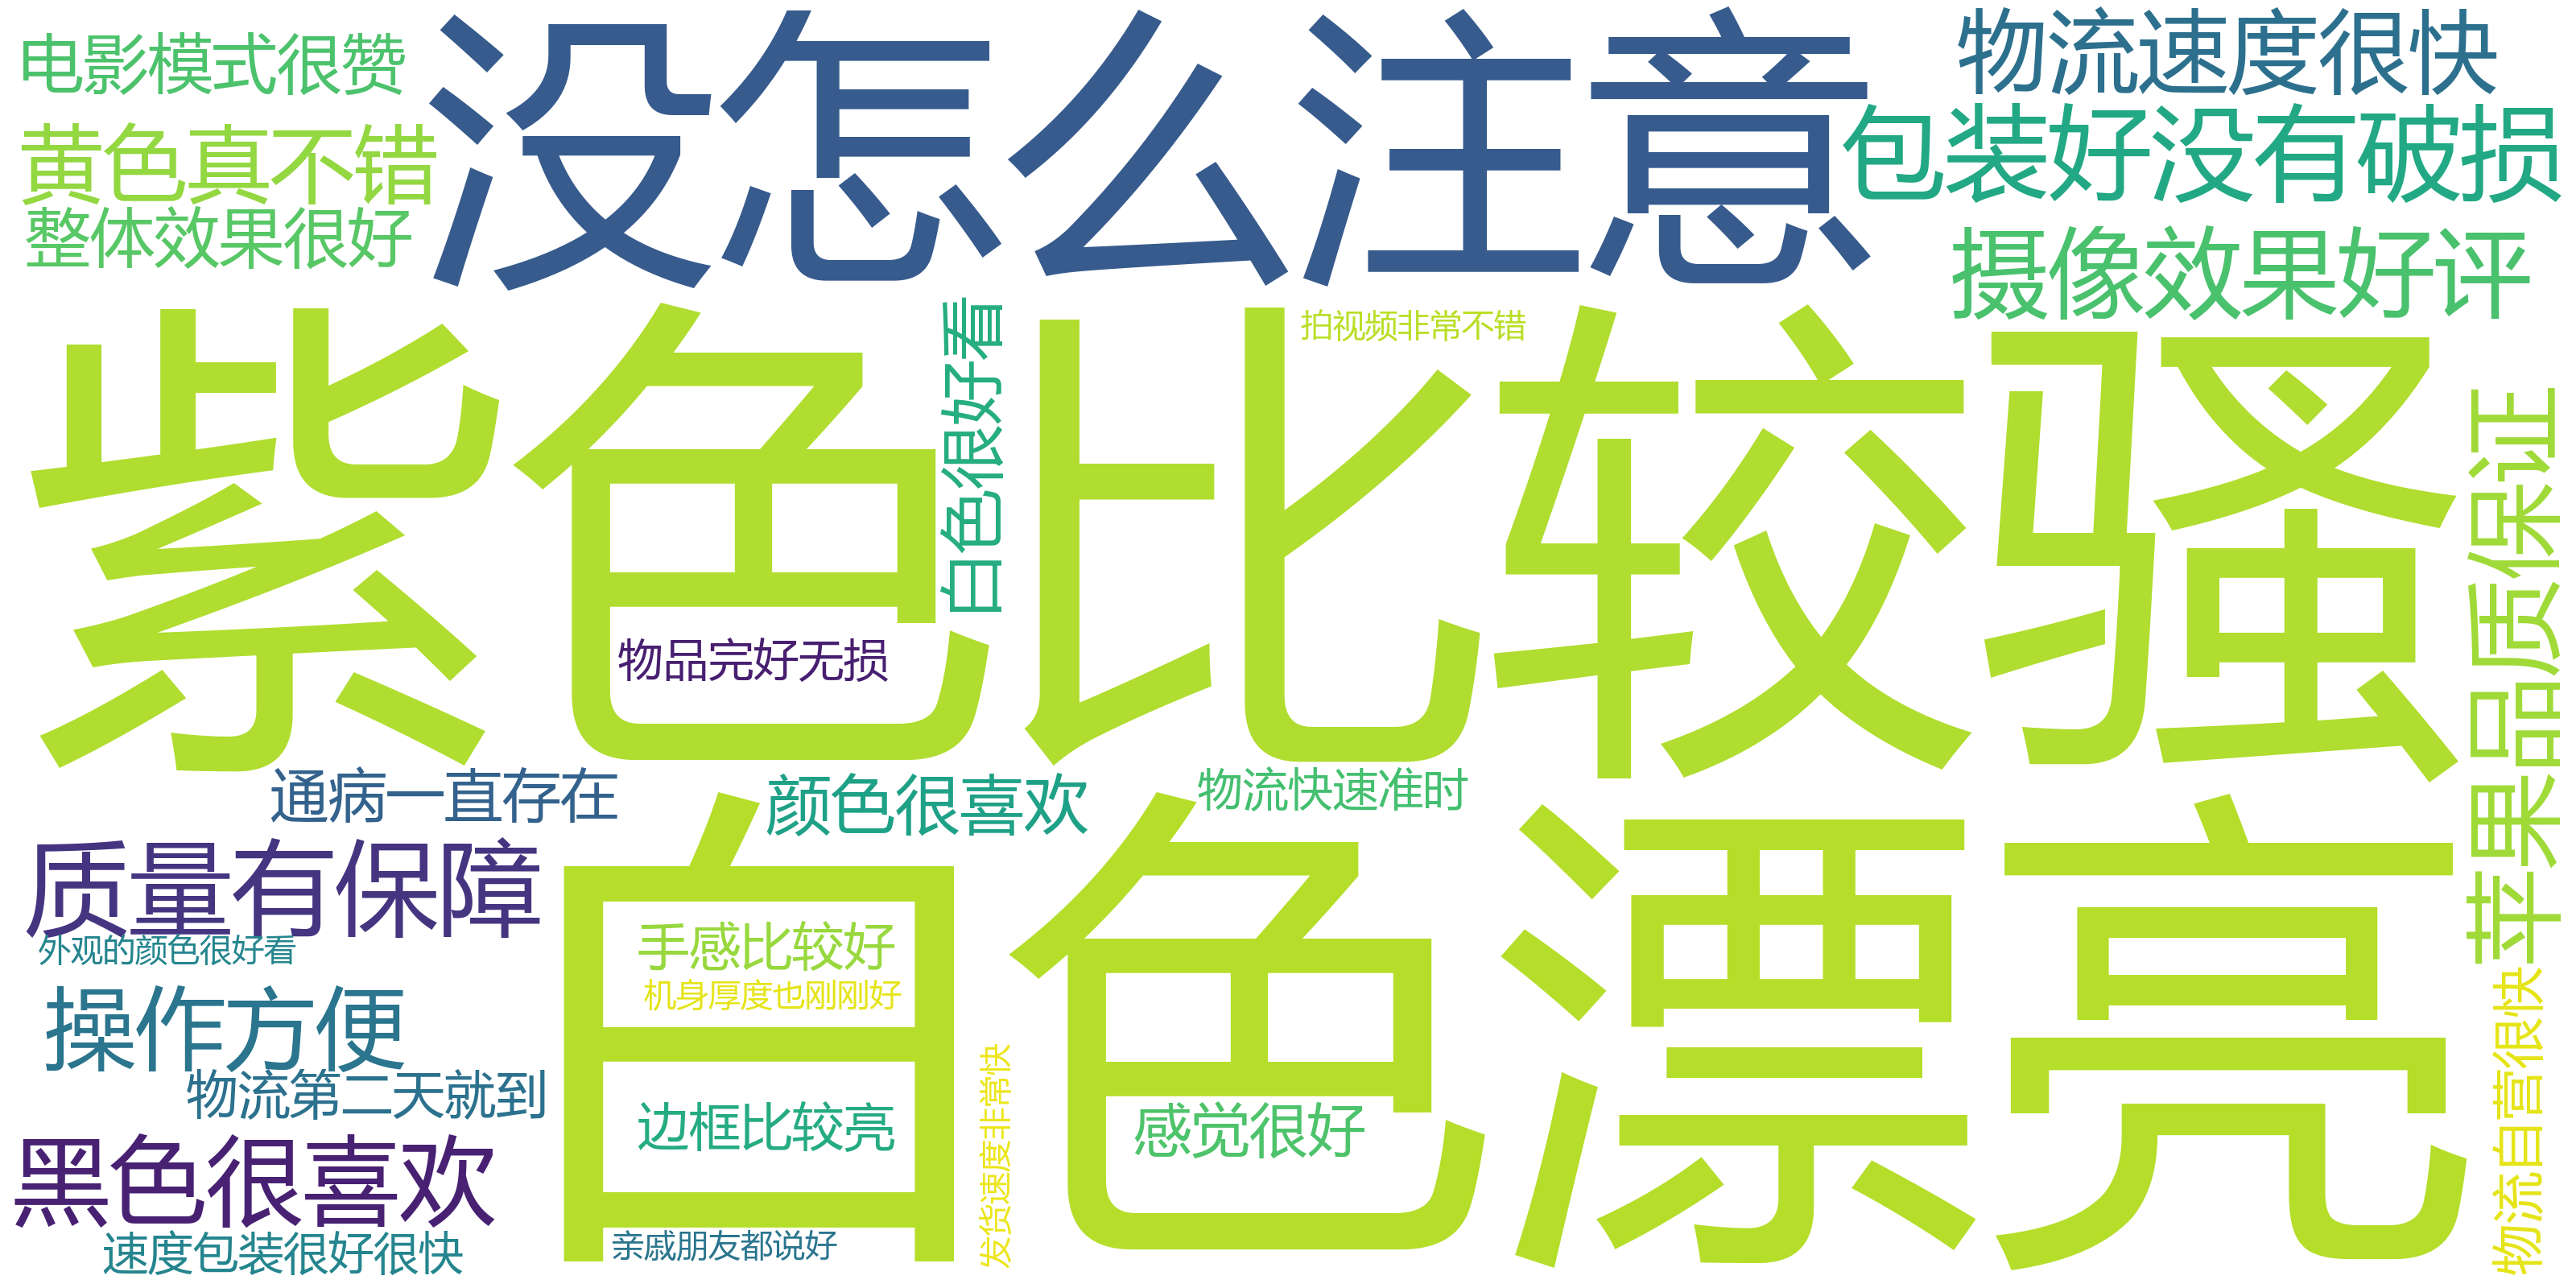 电影模式很赞
没怎么注意
物流速度很快
黄色真不错
包装好没有破损
整体效果很好
摄像效果好评
紫色比较骚
白色很好看
拍视频非常不错
苹果品质保证
物品完好无损
通病一直存在
颜色很喜欢
物流快速准时
白色漂亮
质量有保障
外观的颜色很好看
手感比较好
机身厚度也刚刚好
操作方便
物流第二天就到
边框比较亮
感觉很好
发货速度非常快
物流自营很快
黑色很喜欢
速度包装很好很快
亲戚朋友都说好